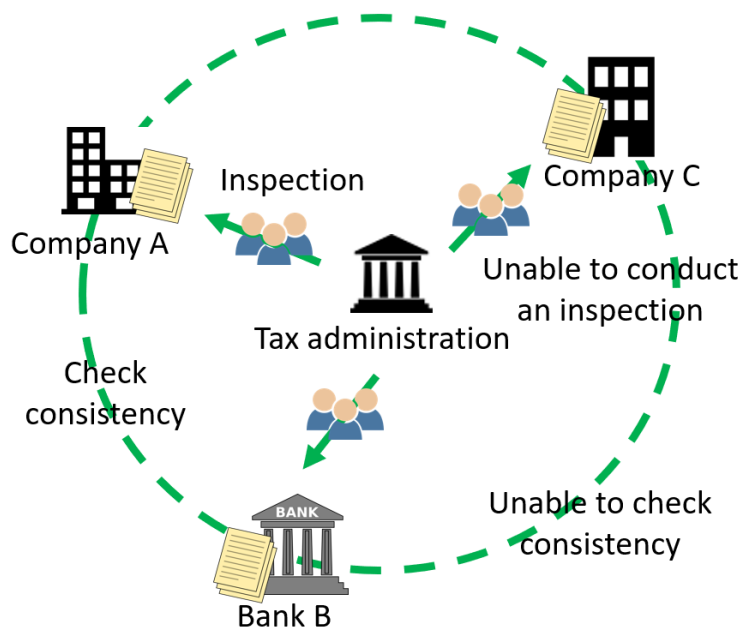 Inspection
Company C
Company A
Unable to conduct
an inspection
Tax administration
Check
consistency
BANK
Unable to check
consistency
Bank B